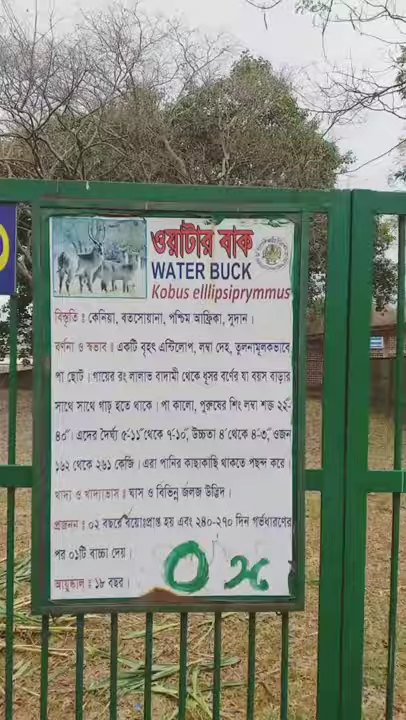 ওয়াটার বাক
WATER BUCK
Kobus elllipsiprymmus
বিস্তৃতি ঃ কেনিয়া, বতসোয়ানা, পশ্চিম আফ্রিকা, সুদান।
বর্ণনা ও স্বভাব ঃ একটি বৃহৎ এন্টিলোপ, লম্বা দেহ, তুলনামূলকভাবে
পা ছোট। গায়ের রং লালাভ বাদামী থেকে ধূসর বর্ণের যা বয়স বাড়ার
সাথে সাথে গাঢ় হতে থাকে। পা কালো, পুরুষের শিং লম্বা শক্ত ২২-
৪০"। এদের দৈর্ঘ্য ৫-১১" থেকে ৭-১০", উচ্চতা ৪' থেকে ৪-৩", ওজন
১৬২ থেকে ২৬১ কেজি। এরা পানির কাছাকাছি থাকতে পছন্দ করে।
খাদ্য ও খাদ্যাভাস ঃ ঘাস ও বিভিন্ন জলজ উদ্ভিদ।
প্রজনন ঃ ০২ বছরে বয়োঃপ্রাপ্ত হয় এবং ২৪০-২৭০ দিন গর্ভধারণের
পর ০১টি বাচ্চা দেয়।
আয়ুষ্কাল ঃ ১৮ বছর।